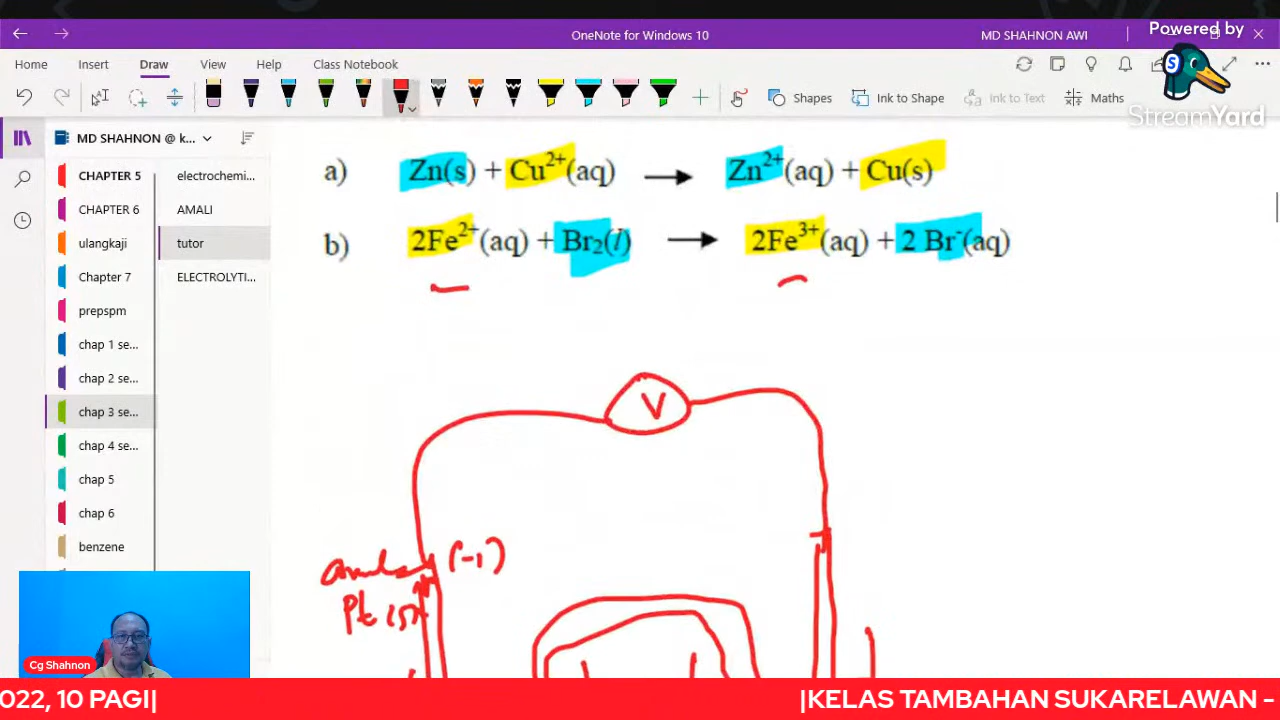 Powered by
StreamYard
OneNote for Windows 10
MD SHAHNON AWI
Home Insert Draw View Help Class Notebook
Shapes Ink to Shape Ink to Text Maths
MD SHAHNON @ k...
CHAPTER 5
CHAPTER 6
ulangkaji
Chapter 7
prepspm
chap 1 se...
chap 2 se...
chap 3 se...
chap 4 se...
chap 5
chap 6
benzene
electrochemi...
AMALI
tutor
ELECTROLYTI...
a) Zn(s) + Cu²⁺(aq) → Zn²⁺(aq) + Cu(s)
b) 2Fe²⁺(aq) + Br₂(l) → 2Fe³⁺(aq) + 2 Br⁻(aq)
V
(-)
Pt (s)
Cg Shahnon
022, 10 PAGI| |KELAS TAMBAHAN SUKARELAWAN -